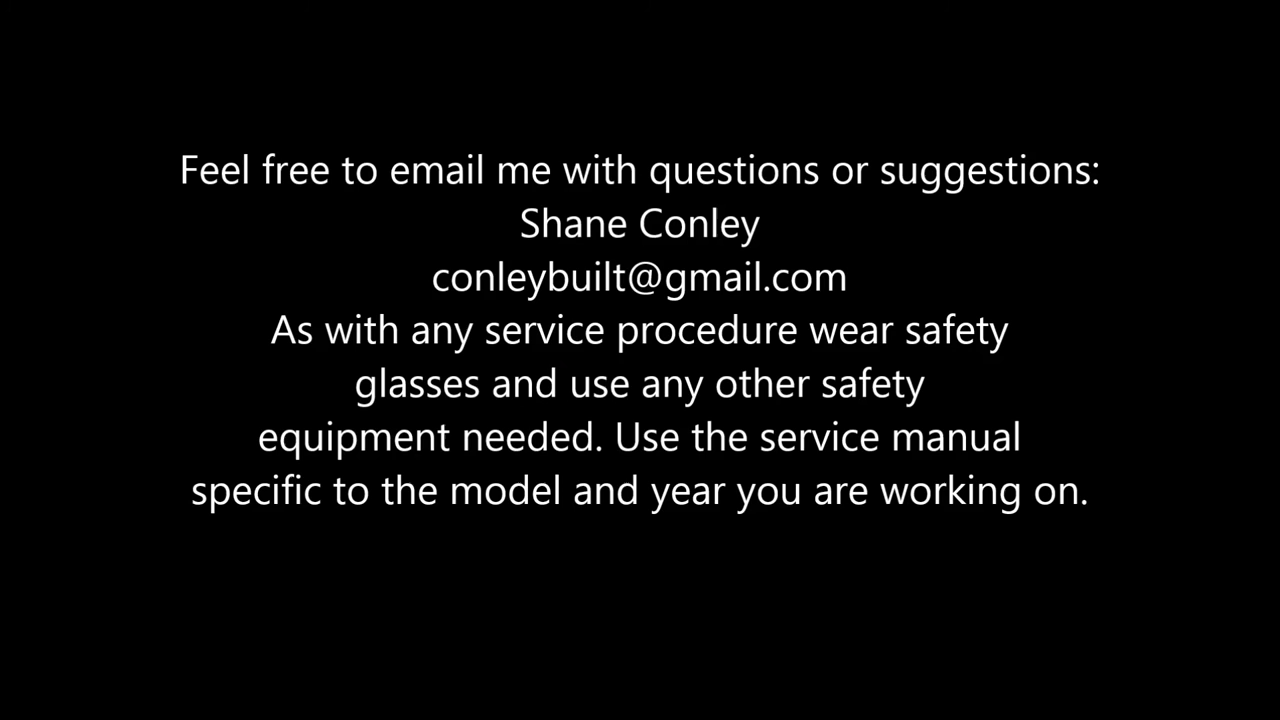 Feel free to email me with questions or suggestions:
Shane Conley
conleybuilt@gmail.com
As with any service procedure wear safety
glasses and use any other safety
equipment needed. Use the service manual
specific to the model and year you are working on.